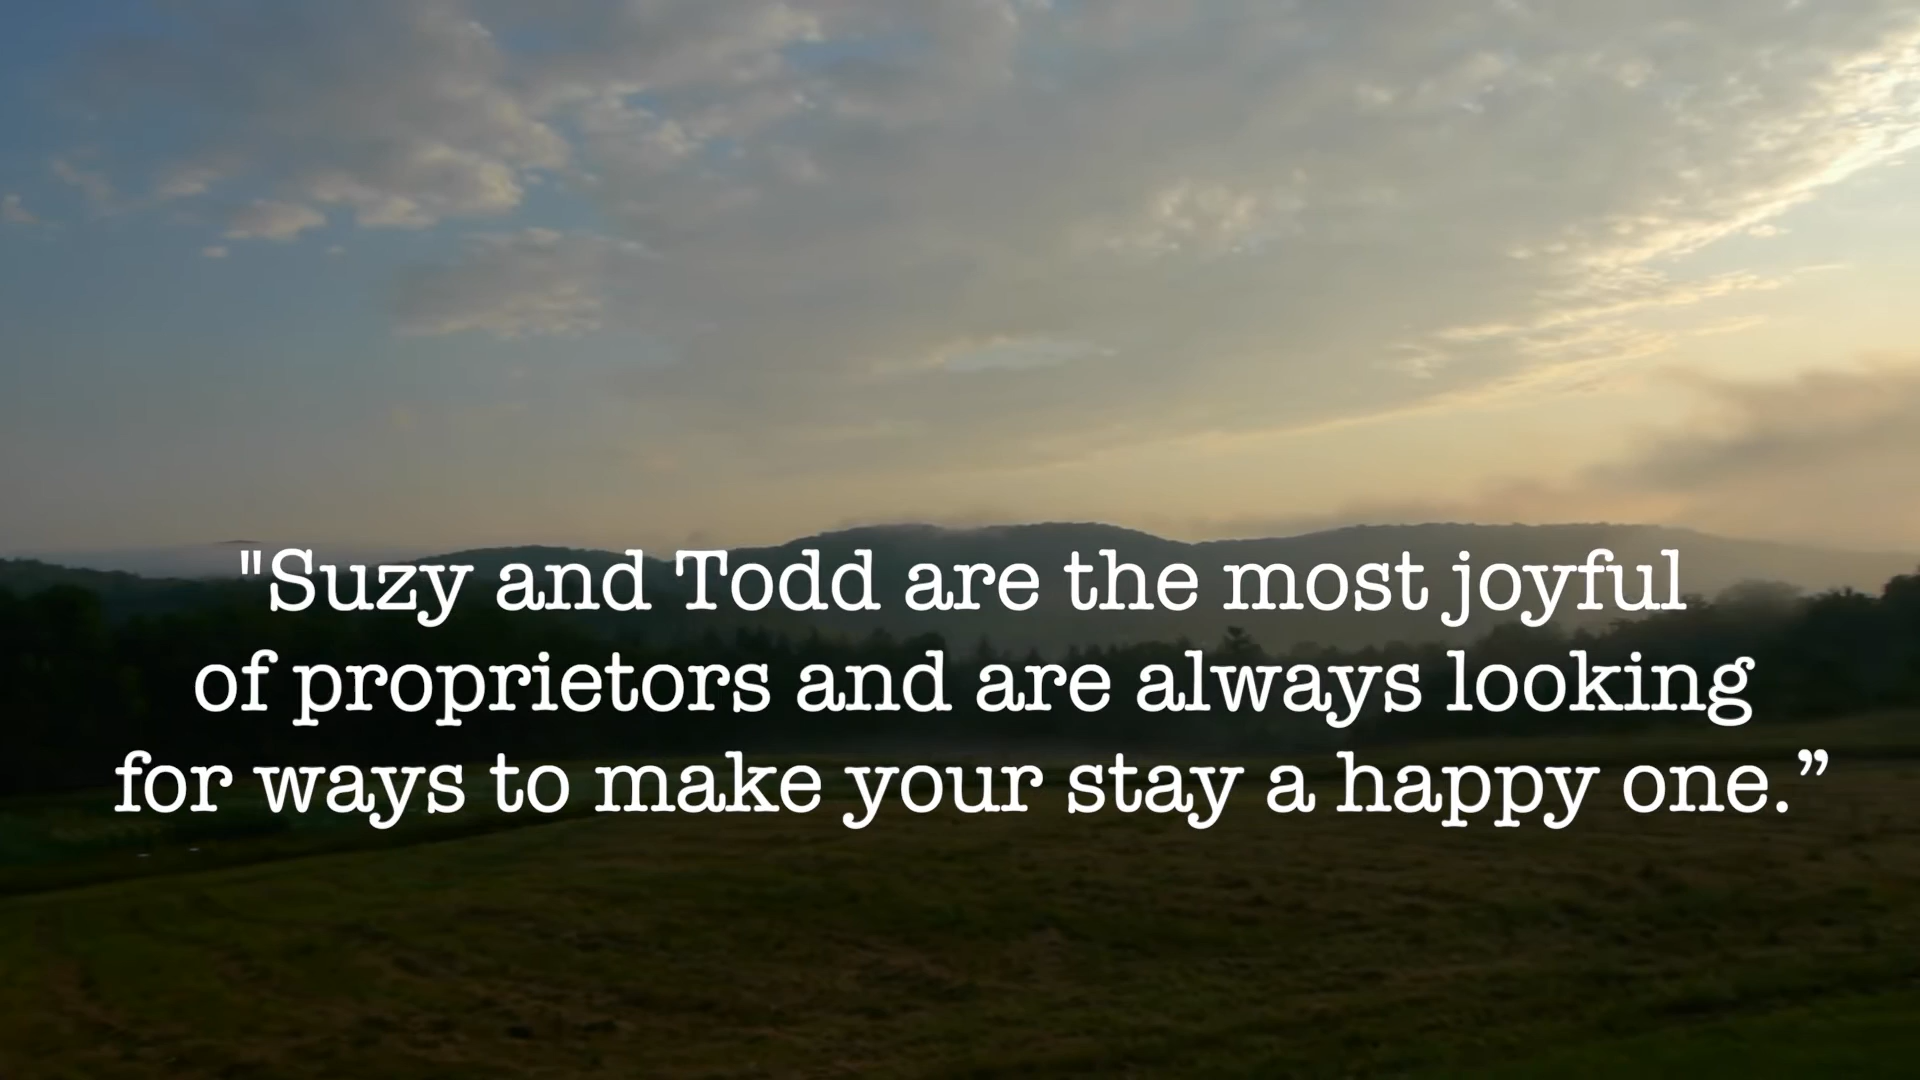 "Suzy and Todd are the most joyful
of proprietors and are always looking
for ways to make your stay a happy one.”